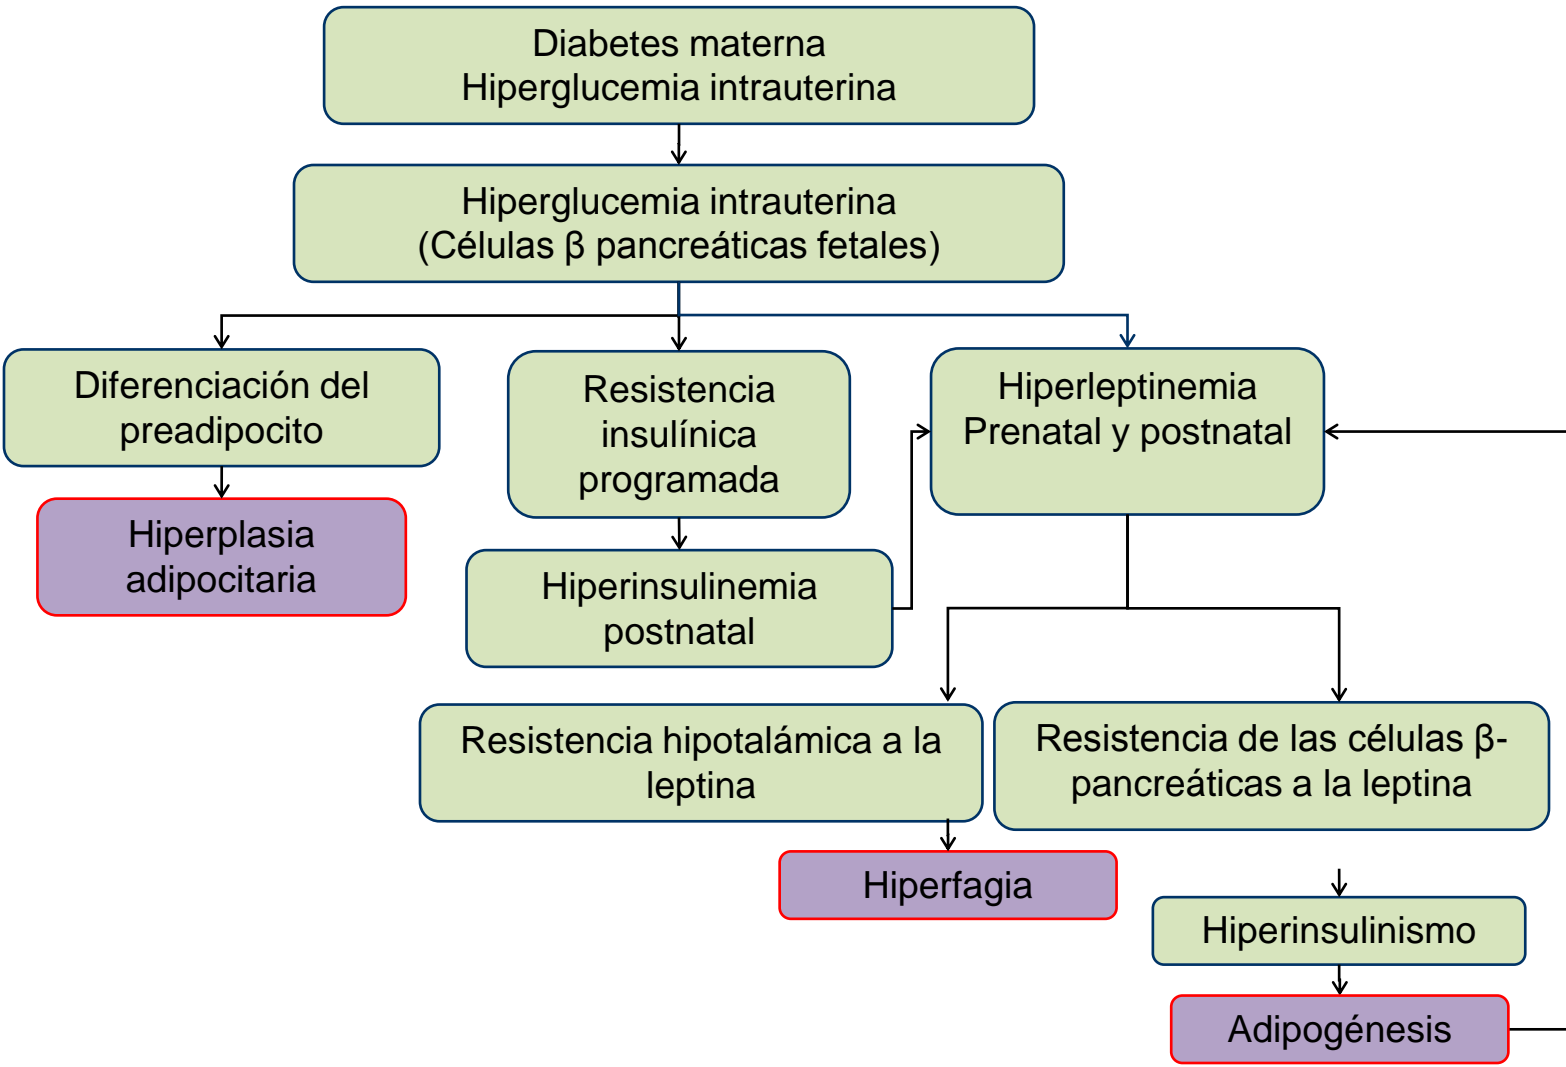 Diabetes materna
Hiperglucemia intrauterina
Hiperglucemia intrauterina
(Células β pancreáticas fetales)
Diferenciación del
preadipocito
Resistencia
insulínica
programada
Hiperleptinemia
Prenatal y postnatal
Hiperplasia
adipocitaria
Hiperinsulinemia
postnatal
Resistencia hipotalámica a la
leptina
Resistencia de las células β-
pancreáticas a la leptina
Hiperfagia
Hiperinsulinismo
Adipogénesis